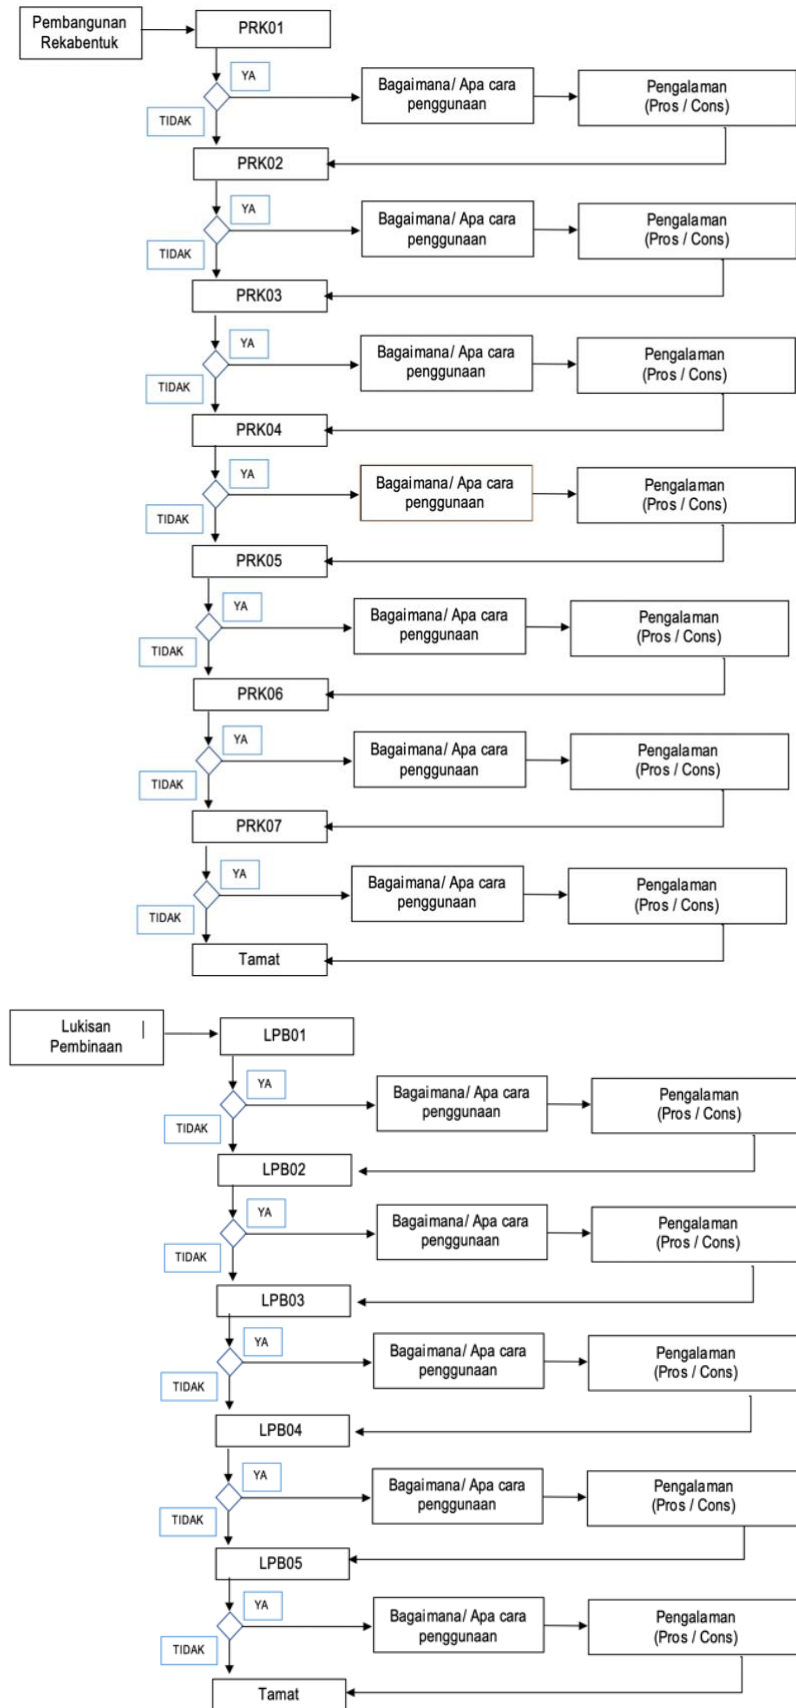 Pembangunan
Rekabentuk
PRK01
YA
Bagaimana/ Apa cara
penggunaan
Pengalaman
(Pros / Cons)
TIDAK
PRK02
YA
Bagaimana/ Apa cara
penggunaan
Pengalaman
(Pros / Cons)
TIDAK
PRK03
YA
Bagaimana/ Apa cara
penggunaan
Pengalaman
(Pros / Cons)
TIDAK
PRK04
YA
Bagaimana/ Apa cara
penggunaan
Pengalaman
(Pros / Cons)
TIDAK
PRK05
YA
Bagaimana/ Apa cara
penggunaan
Pengalaman
(Pros / Cons)
TIDAK
PRK06
YA
Bagaimana/ Apa cara
penggunaan
Pengalaman
(Pros / Cons)
TIDAK
PRK07
YA
Bagaimana/ Apa cara
penggunaan
Pengalaman
(Pros / Cons)
TIDAK
Tamat
Lukisan
Pembinaan
LPB01
YA
Bagaimana/ Apa cara
penggunaan
Pengalaman
(Pros / Cons)
TIDAK
LPB02
YA
Bagaimana/ Apa cara
penggunaan
Pengalaman
(Pros / Cons)
TIDAK
LPB03
YA
Bagaimana/ Apa cara
penggunaan
Pengalaman
(Pros / Cons)
TIDAK
LPB04
YA
Bagaimana/ Apa cara
penggunaan
Pengalaman
(Pros / Cons)
TIDAK
LPB05
YA
Bagaimana/ Apa cara
penggunaan
Pengalaman
(Pros / Cons)
TIDAK
Tamat